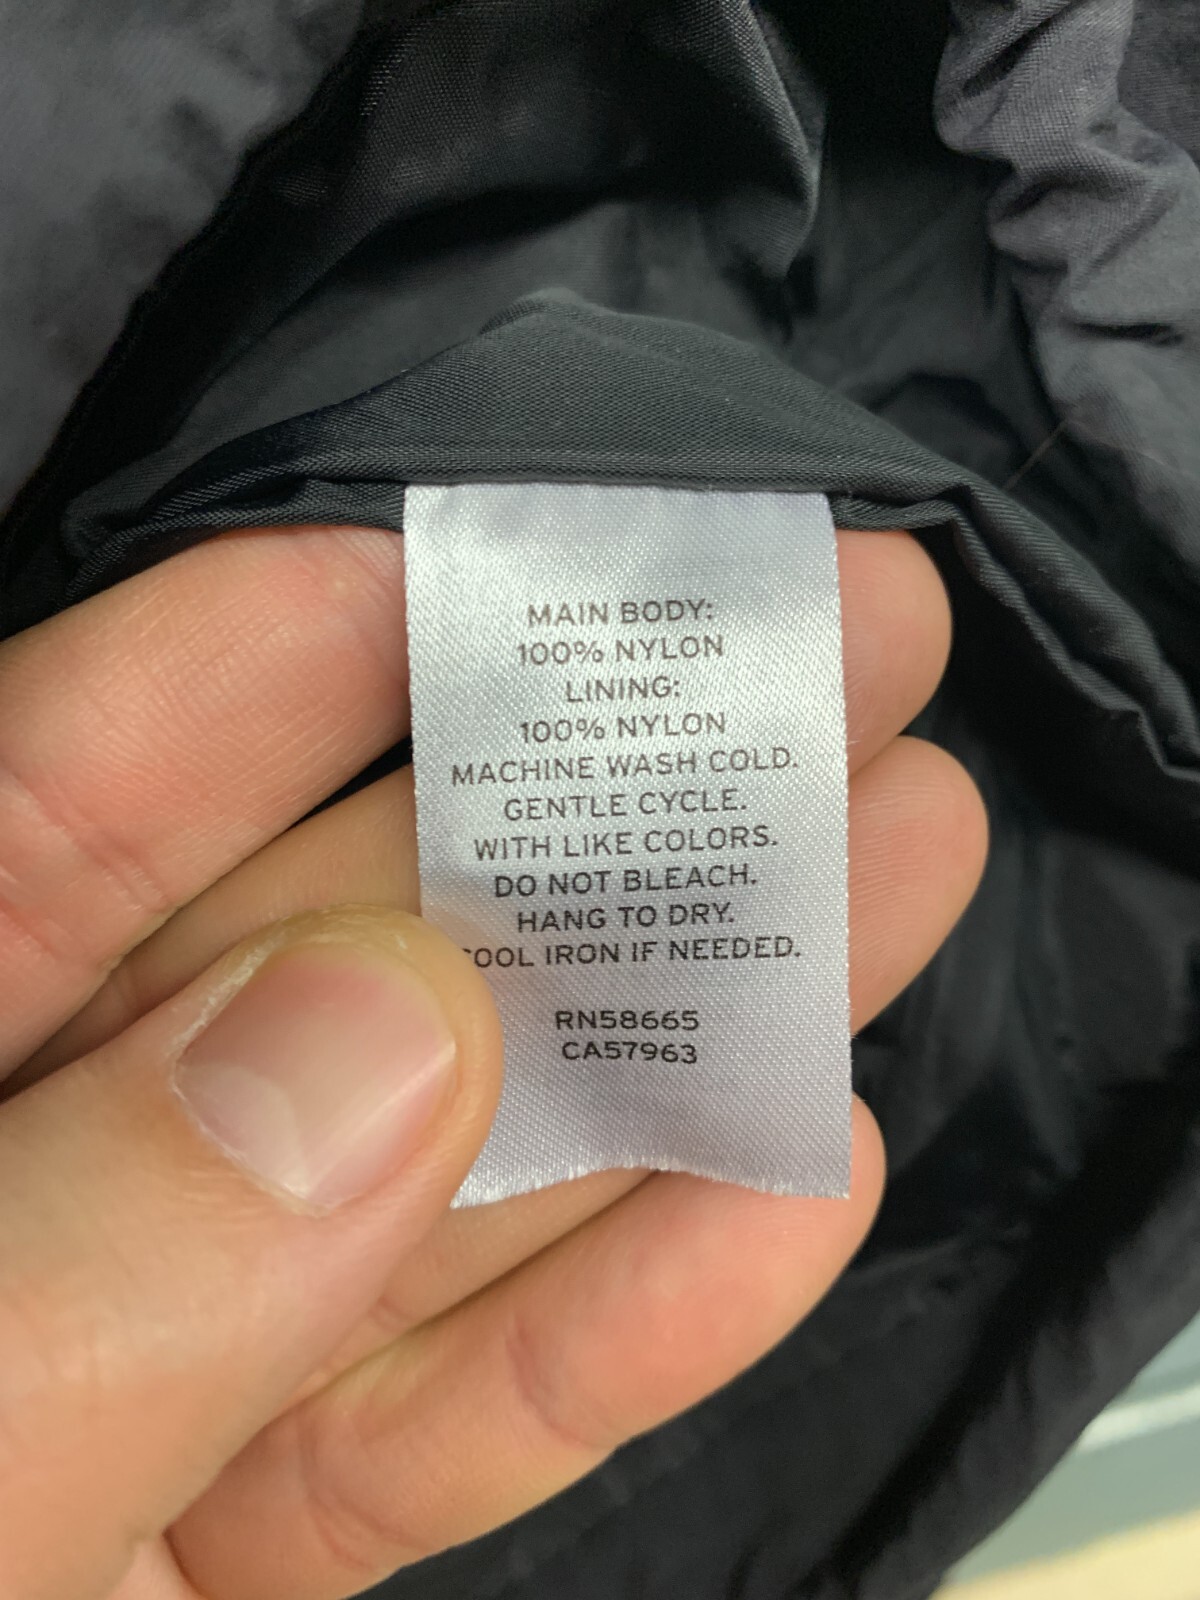 MAIN BODY:
100% NYLON
LINING:
100% NYLON
MACHINE WASH COLD.
GENTLE CYCLE.
WITH LIKE COLORS.
DO NOT BLEACH.
HANG TO DRY.
COOL IRON IF NEEDED.
RN58665
CA57963